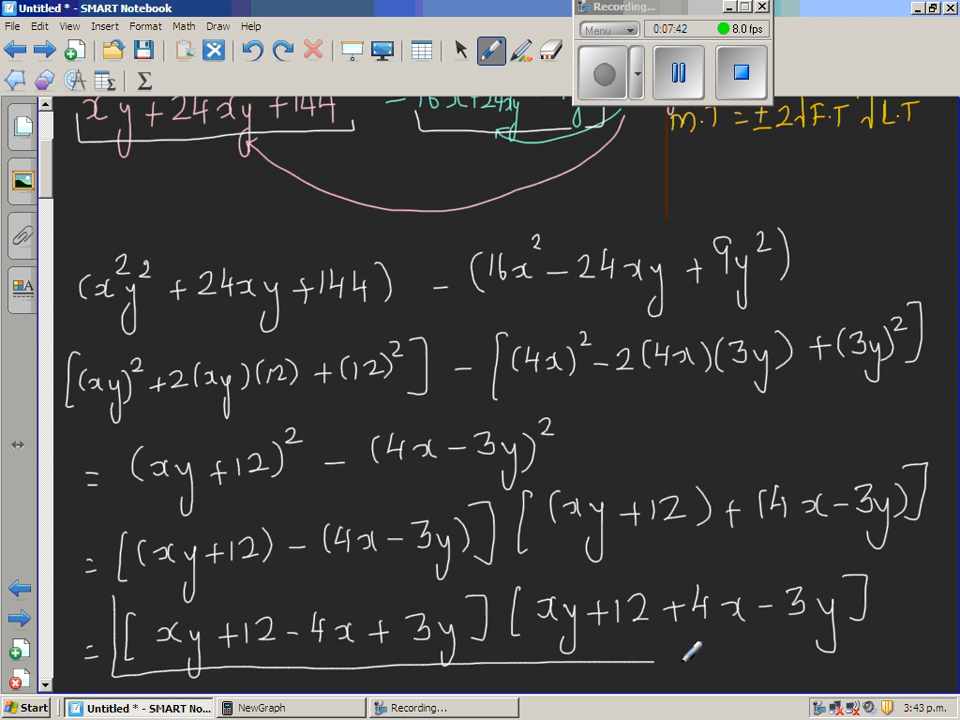 Untitled * - SMART Notebook
Recording...
File Edit View Insert Format Math Draw Help
Menu 0:07:42 8.0 fps
xy + 24xy + 144 - 16x + 24xy y
M.T = ± 2√F.T √L.T
(x²y² + 24xy + 144) - (16x² - 24xy + 9y²)
[(xy)² + 2(xy)(12) + (12)²] - [(4x)² - 2(4x)(3y) + (3y)²]
= (xy + 12)² - (4x - 3y)²
= [(xy + 12) - (4x - 3y)] [(xy + 12) + (4x - 3y)]
= [xy + 12 - 4x + 3y] [xy + 12 + 4x - 3y]
Start Untitled * - SMART No... NewGraph Recording... 3:43 p.m.